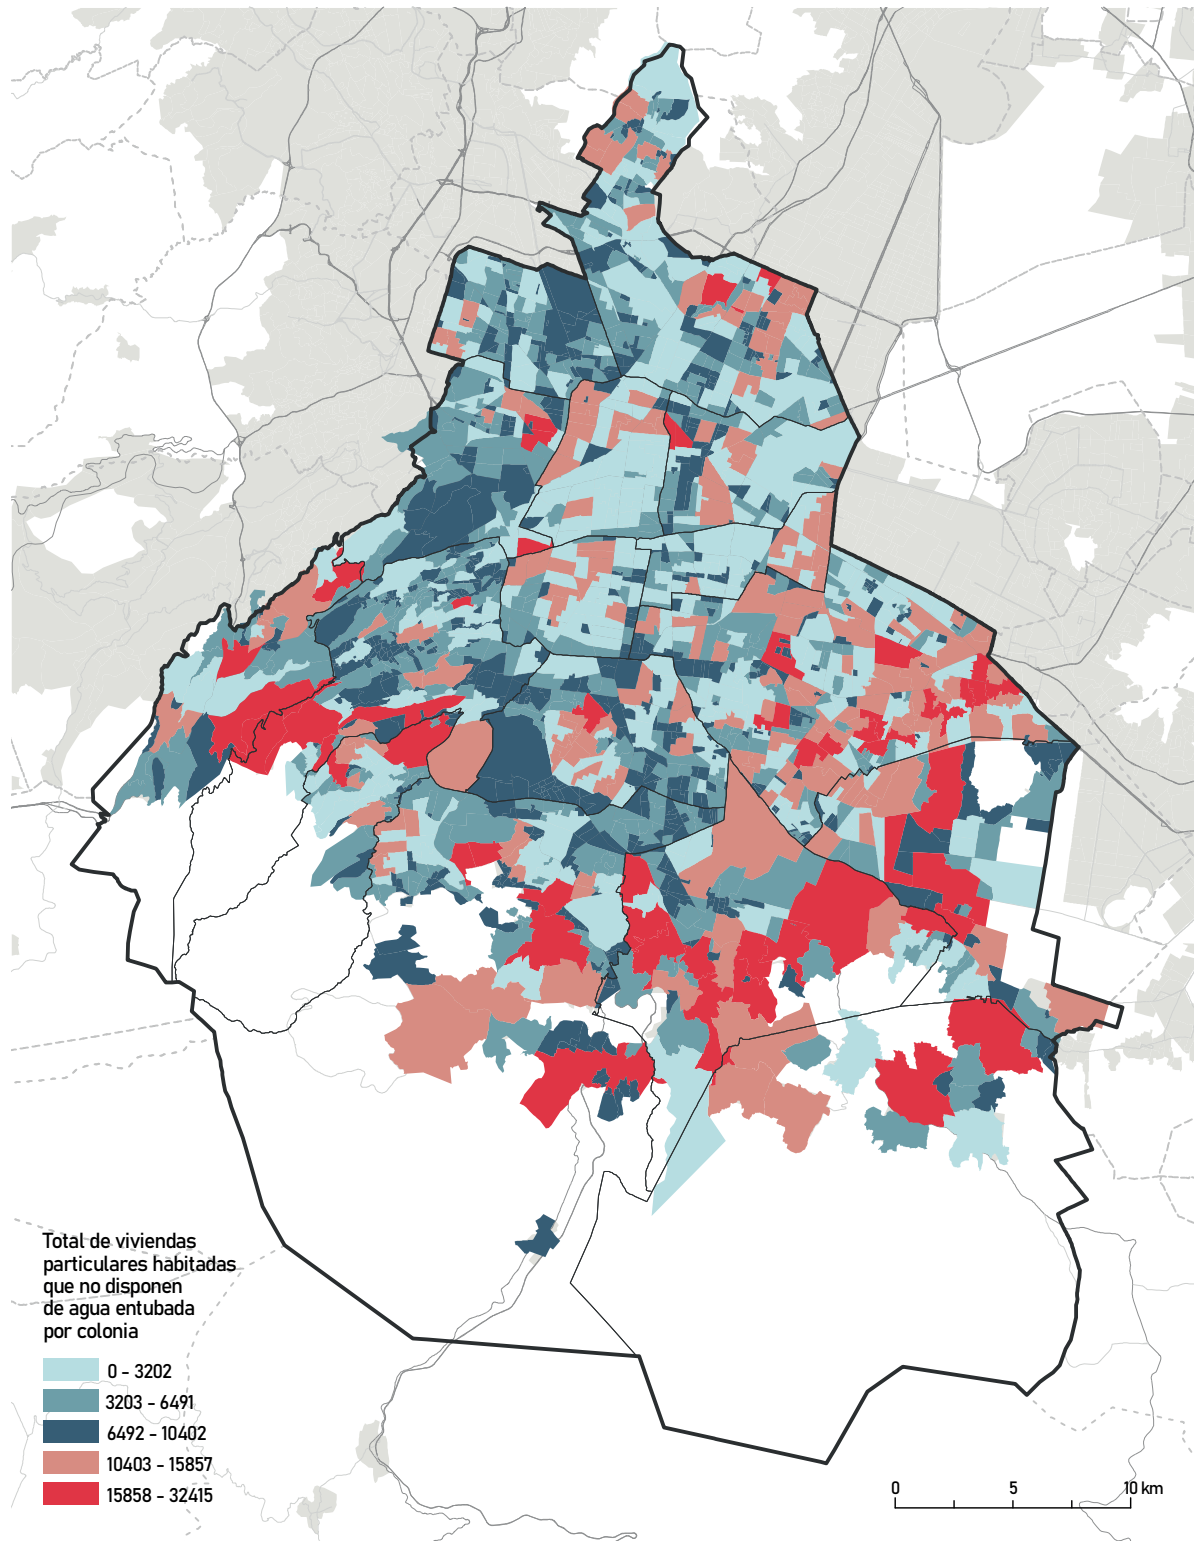 Total de viviendas
particulares habitadas
que no disponen
de agua entubada
por colonia
0 - 3202
3203 - 6491
6492 - 10402
10403 - 15857
15858 - 32415
0 5 10 km